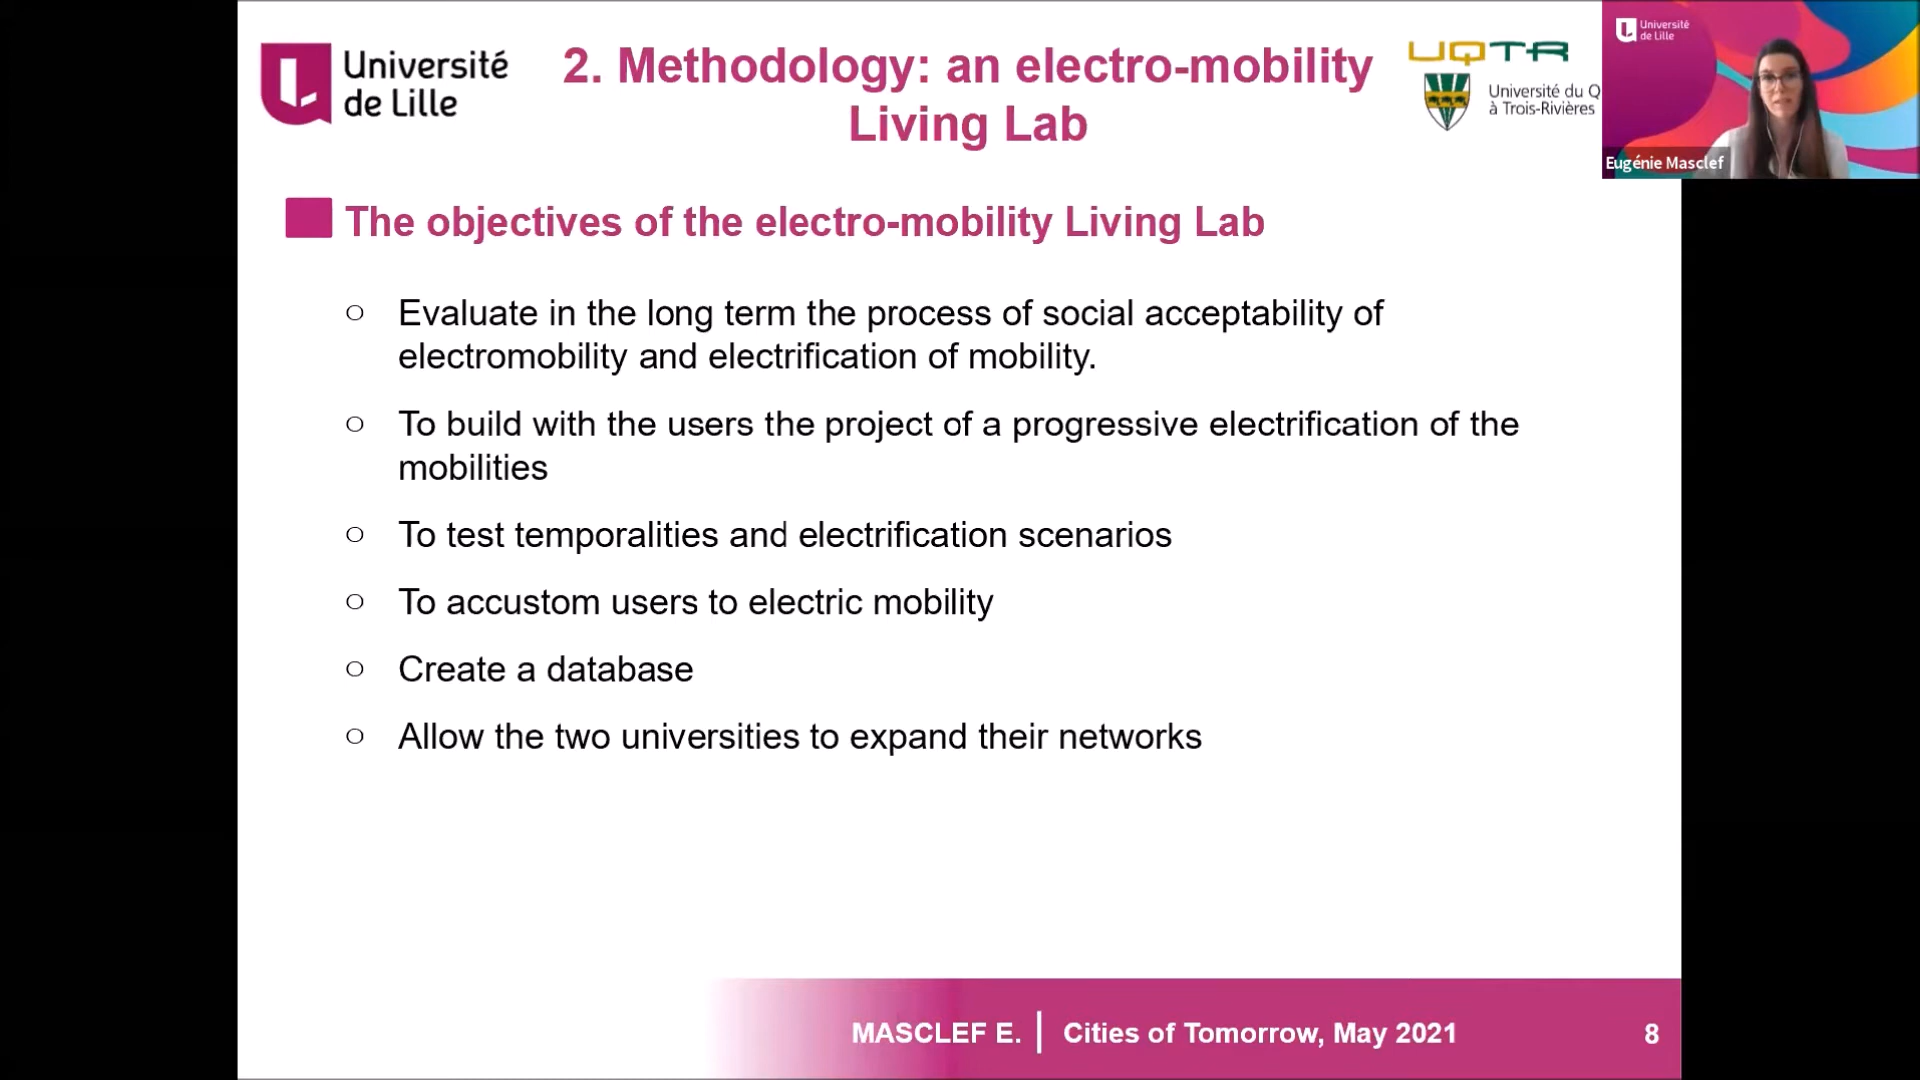 Université
de Lille
2. Methodology: an electro-mobility
Living Lab
UQTR
Université du Q
à Trois-Rivières
Université
de Lille
Eugénie Masclef
The objectives of the electro-mobility Living Lab
Evaluate in the long term the process of social acceptability of
electromobility and electrification of mobility.
To build with the users the project of a progressive electrification of the
mobilities
To test temporalities and electrification scenarios
To accustom users to electric mobility
Create a database
Allow the two universities to expand their networks
MASCLEF E. | Cities of Tomorrow, May 2021 8